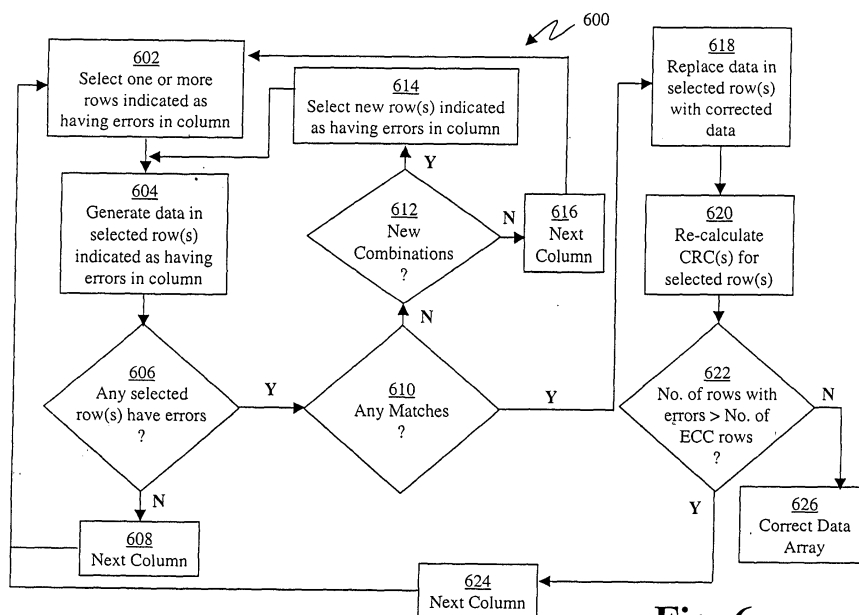 600
602
Select one or more
rows indicated as
having errors in column
614
Select new row(s) indicated
as having errors in column
618
Replace data in
selected row(s)
with corrected
data
604
Generate data in
selected row(s)
indicated as having
errors in column
Y
612
New
Combinations
?
N
616
Next
Column
620
Re-calculate
CRC(s) for
selected row(s)
N
606
Any selected
row(s) have errors
?
Y
610
Any Matches
?
Y
622
No. of rows with
errors > No. of
ECC rows
?
N
N
608
Next Column
Y
626
Correct Data
Array
624
Next Column